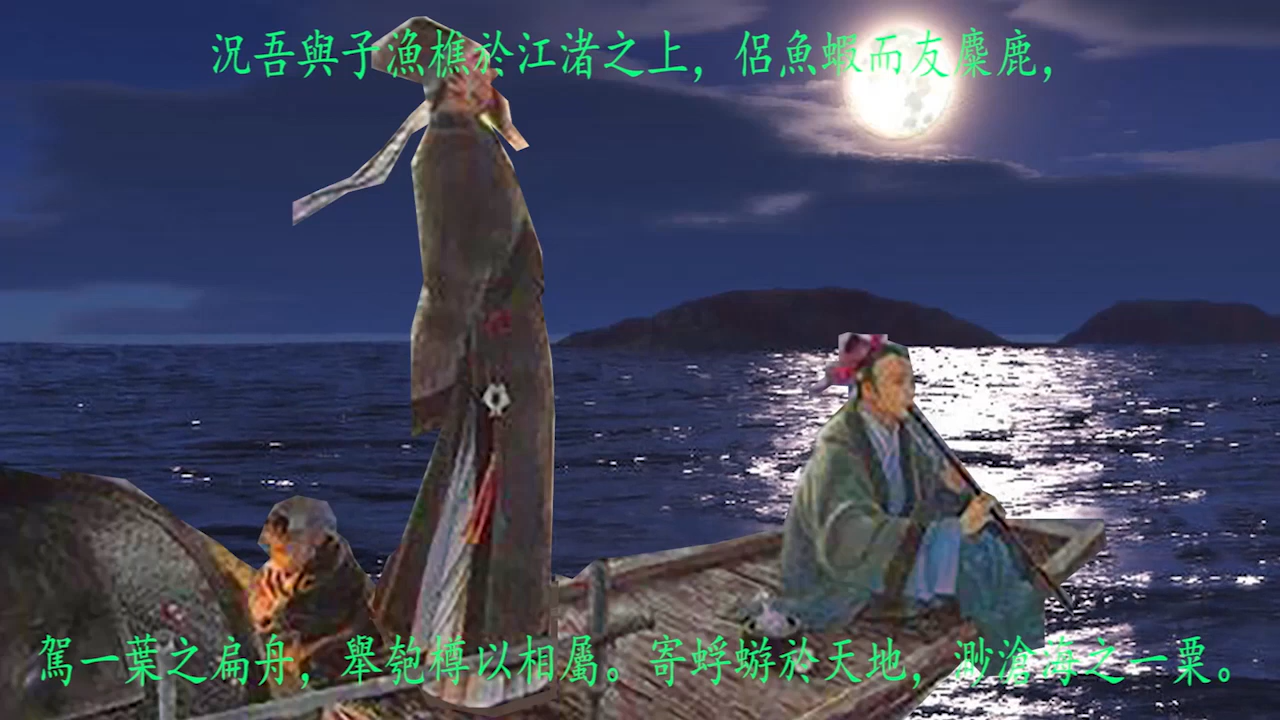 況吾與子漁樵於江渚之上，侶魚蝦而友麋鹿，
駕一葉之扁舟，舉匏樽以相屬。寄蜉蝣於天地，渺滄海之一粟。